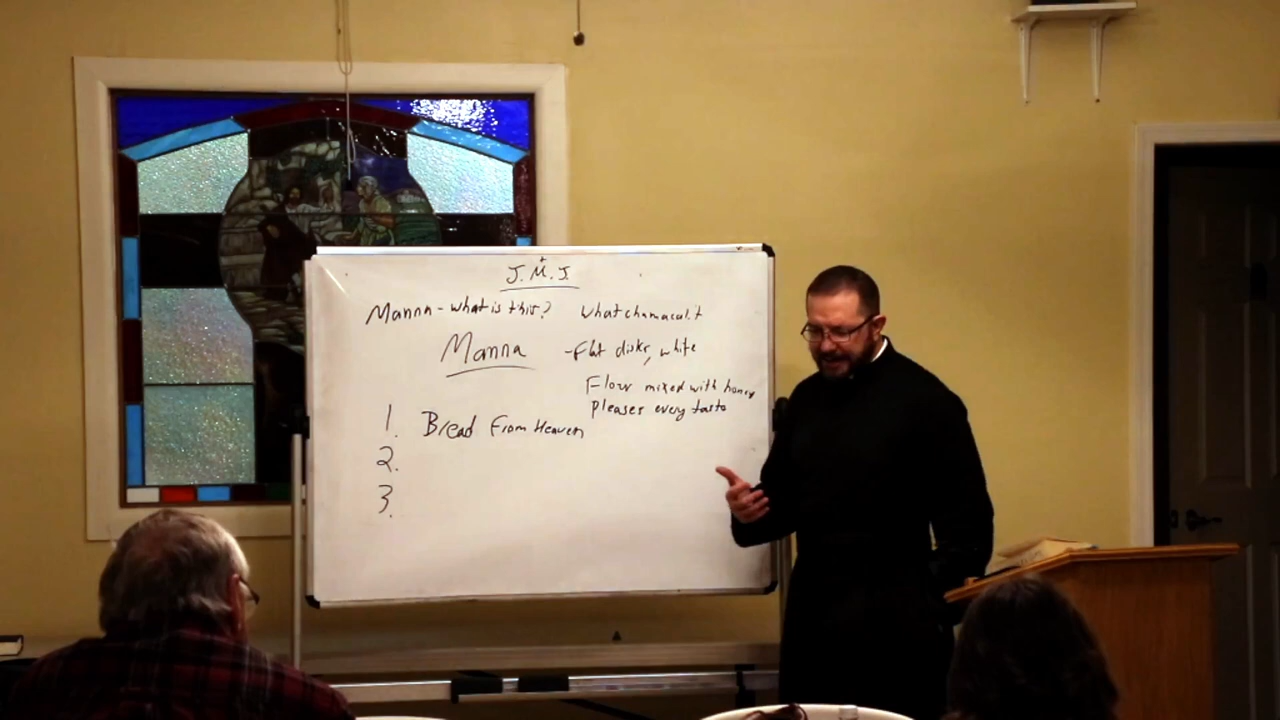 J.M.J.
Manna - what is this? Whatchamacal.t
Manna - Flat disks, white
Flour mixed with honey
pleases every taste
1. Bread From Heaven
2.
3.